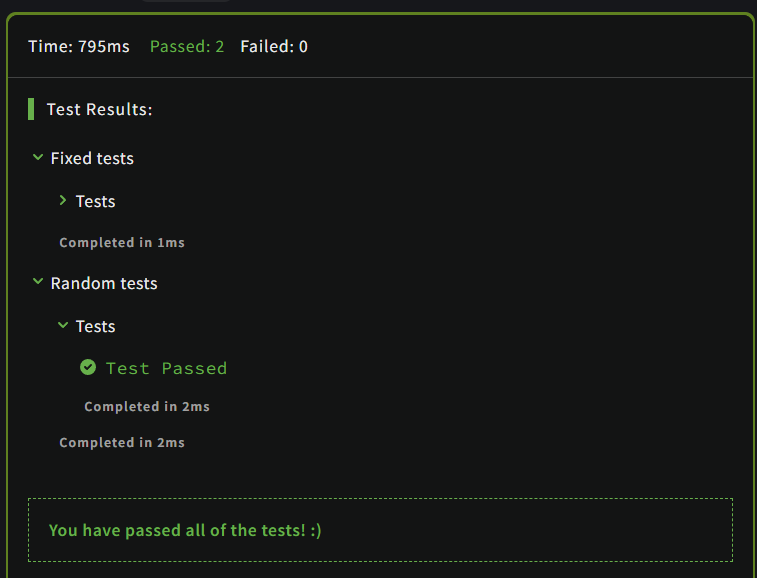 Time: 795ms Passed: 2 Failed: 0
Test Results:
Fixed tests
Tests
Completed in 1ms
Random tests
Tests
Test Passed
Completed in 2ms
Completed in 2ms
You have passed all of the tests! :)